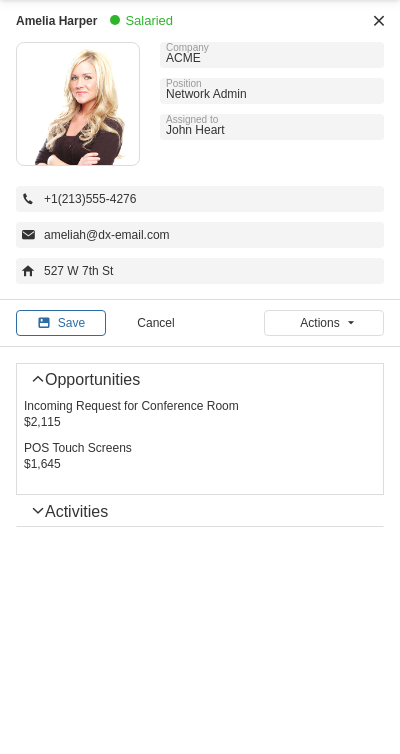 Amelia Harper
Salaried
Company
ACME
Position
Network Admin
Assigned to
John Heart
+1(213)555-4276
ameliah@dx-email.com
527 W 7th St
Save
Cancel
Actions
Opportunities
Incoming Request for Conference Room
$2,115
POS Touch Screens
$1,645
Activities